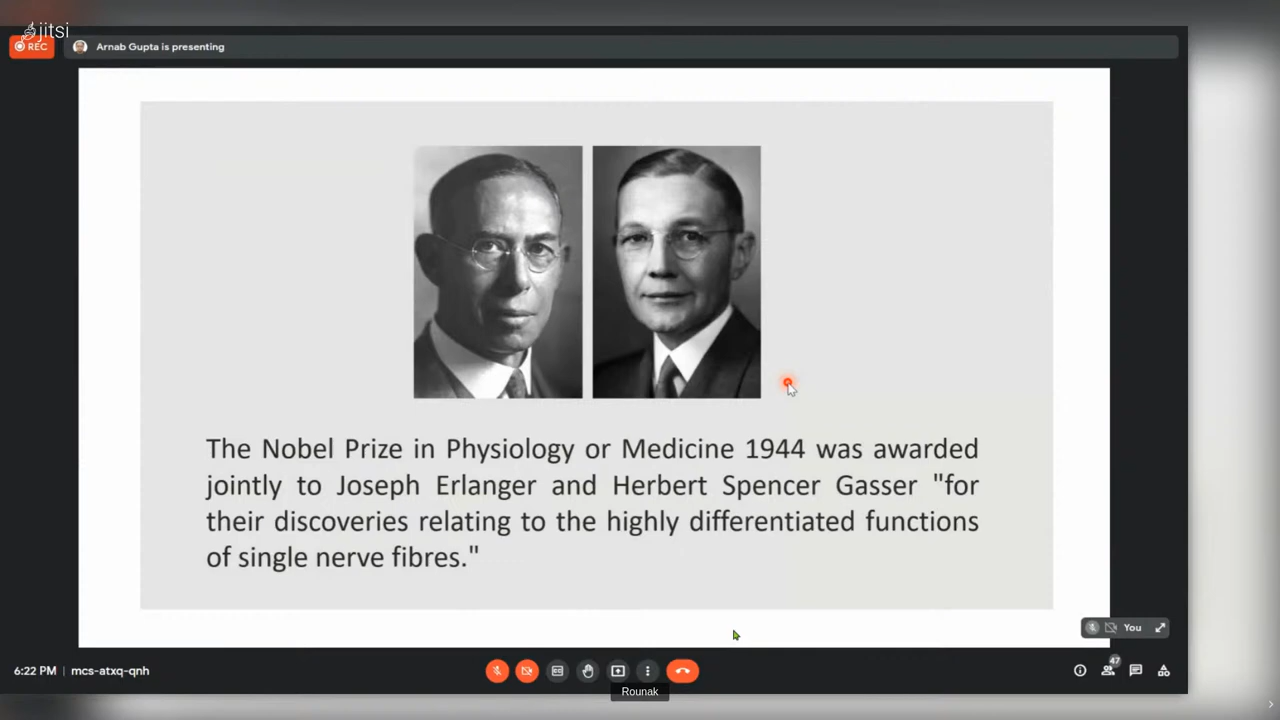 jitsi
REC
Arnab Gupta is presenting
The Nobel Prize in Physiology or Medicine 1944 was awarded
jointly to Joseph Erlanger and Herbert Spencer Gasser "for
their discoveries relating to the highly differentiated functions
of single nerve fibres."
You
6:22 PM | mcs-atxq-qnh
47
Rounak